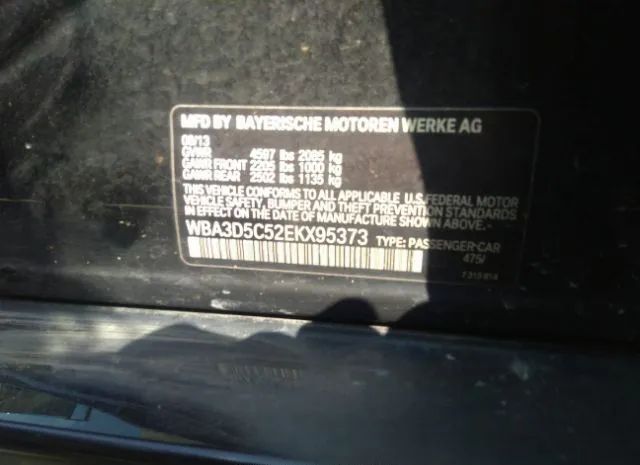 MFD BY BAYERISCHE MOTOREN WERKE AG
09/13
GVWR 4597 lbs 2085 kg
GAWR FRONT 2205 lbs 1000 kg
GAWR REAR 2502 lbs 1135 kg
THIS VEHICLE CONFORMS TO ALL APPLICABLE U.S.FEDERAL MOTOR
VEHICLE SAFETY, BUMPER AND THEFT PREVENTION STANDARDS
IN EFFECT ON THE DATE OF MANUFACTURE SHOWN ABOVE.
WBA3D5C52EKX95373 TYPE: PASSENGER-CAR
475/